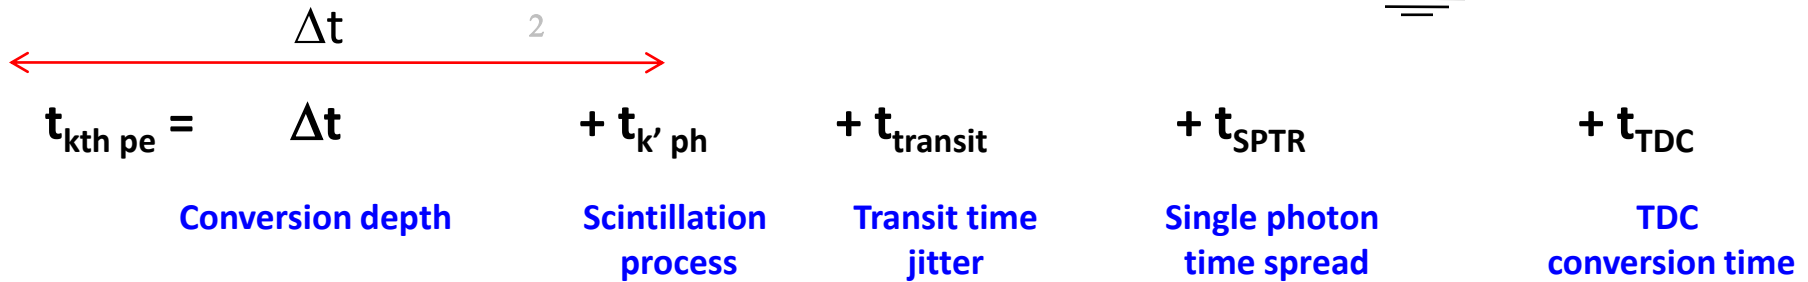 Δt 2
t_kth pe = Δt + t_k' ph + t_transit + t_SPTR + t_TDC
Conversion depth Scintillation process Transit time jitter Single photon time spread TDC conversion time